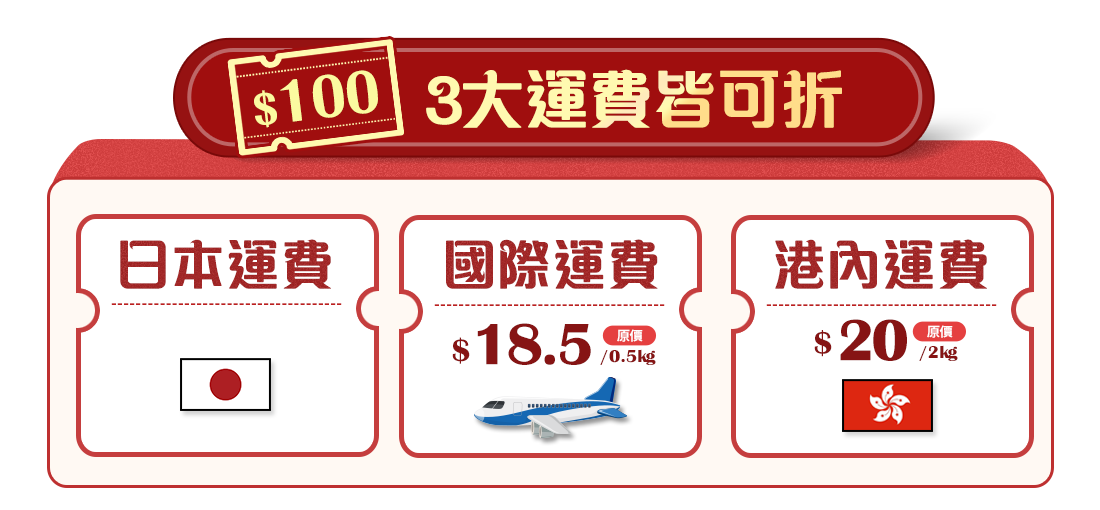 $100 3大運費皆可折
日本運費
國際運費
$18.5 原價 /0.5kg
港內運費
$20 原價 /2kg